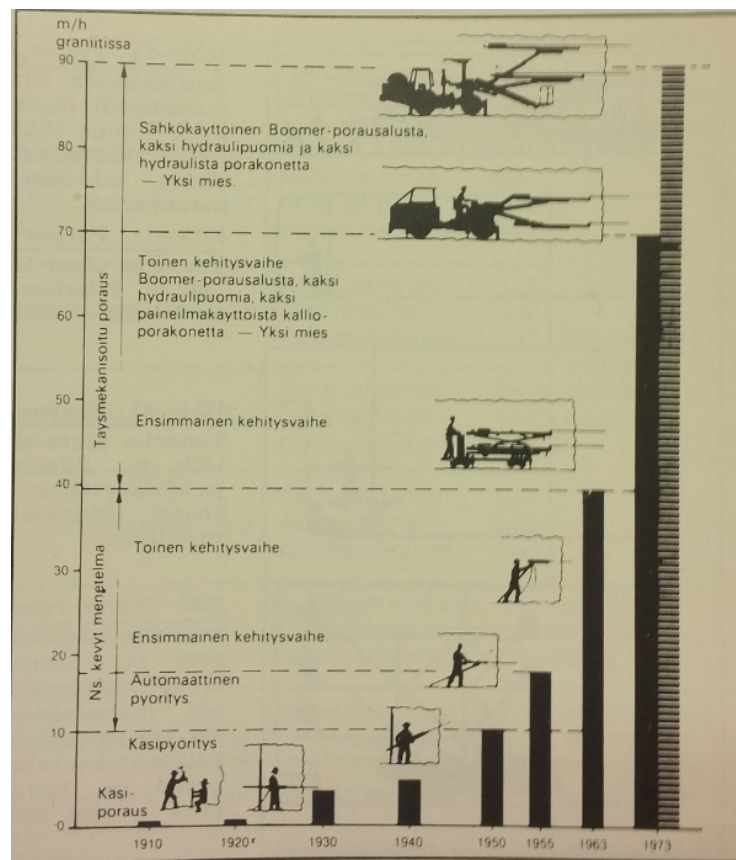 m/h
graniitissa
90
Sahkokayttoinen Boomer-porausalusta,
kaksi hydraulipuomia ja kaksi
hydraulista porakonetta.
— Yksi mies.
80
70
Toinen kehitysvaihe.
Boomer-porausalusta, kaksi
hydraulipuomia, kaksi
paineilmakayttoista kallio-
porakonetta. — Yksi mies
60
Taysmekanisoitu poraus
50
Ensimmainen kehitysvaihe
40
Toinen kehitysvaihe
30
Ns. kevyt menetelma
Ensimmainen kehitysvaihe
20
Automaattinen
pyoritys
10
Kasipyoritys
Kasi-
poraus
0
1910 1920 1930 1940 1950 1955 1963 1973